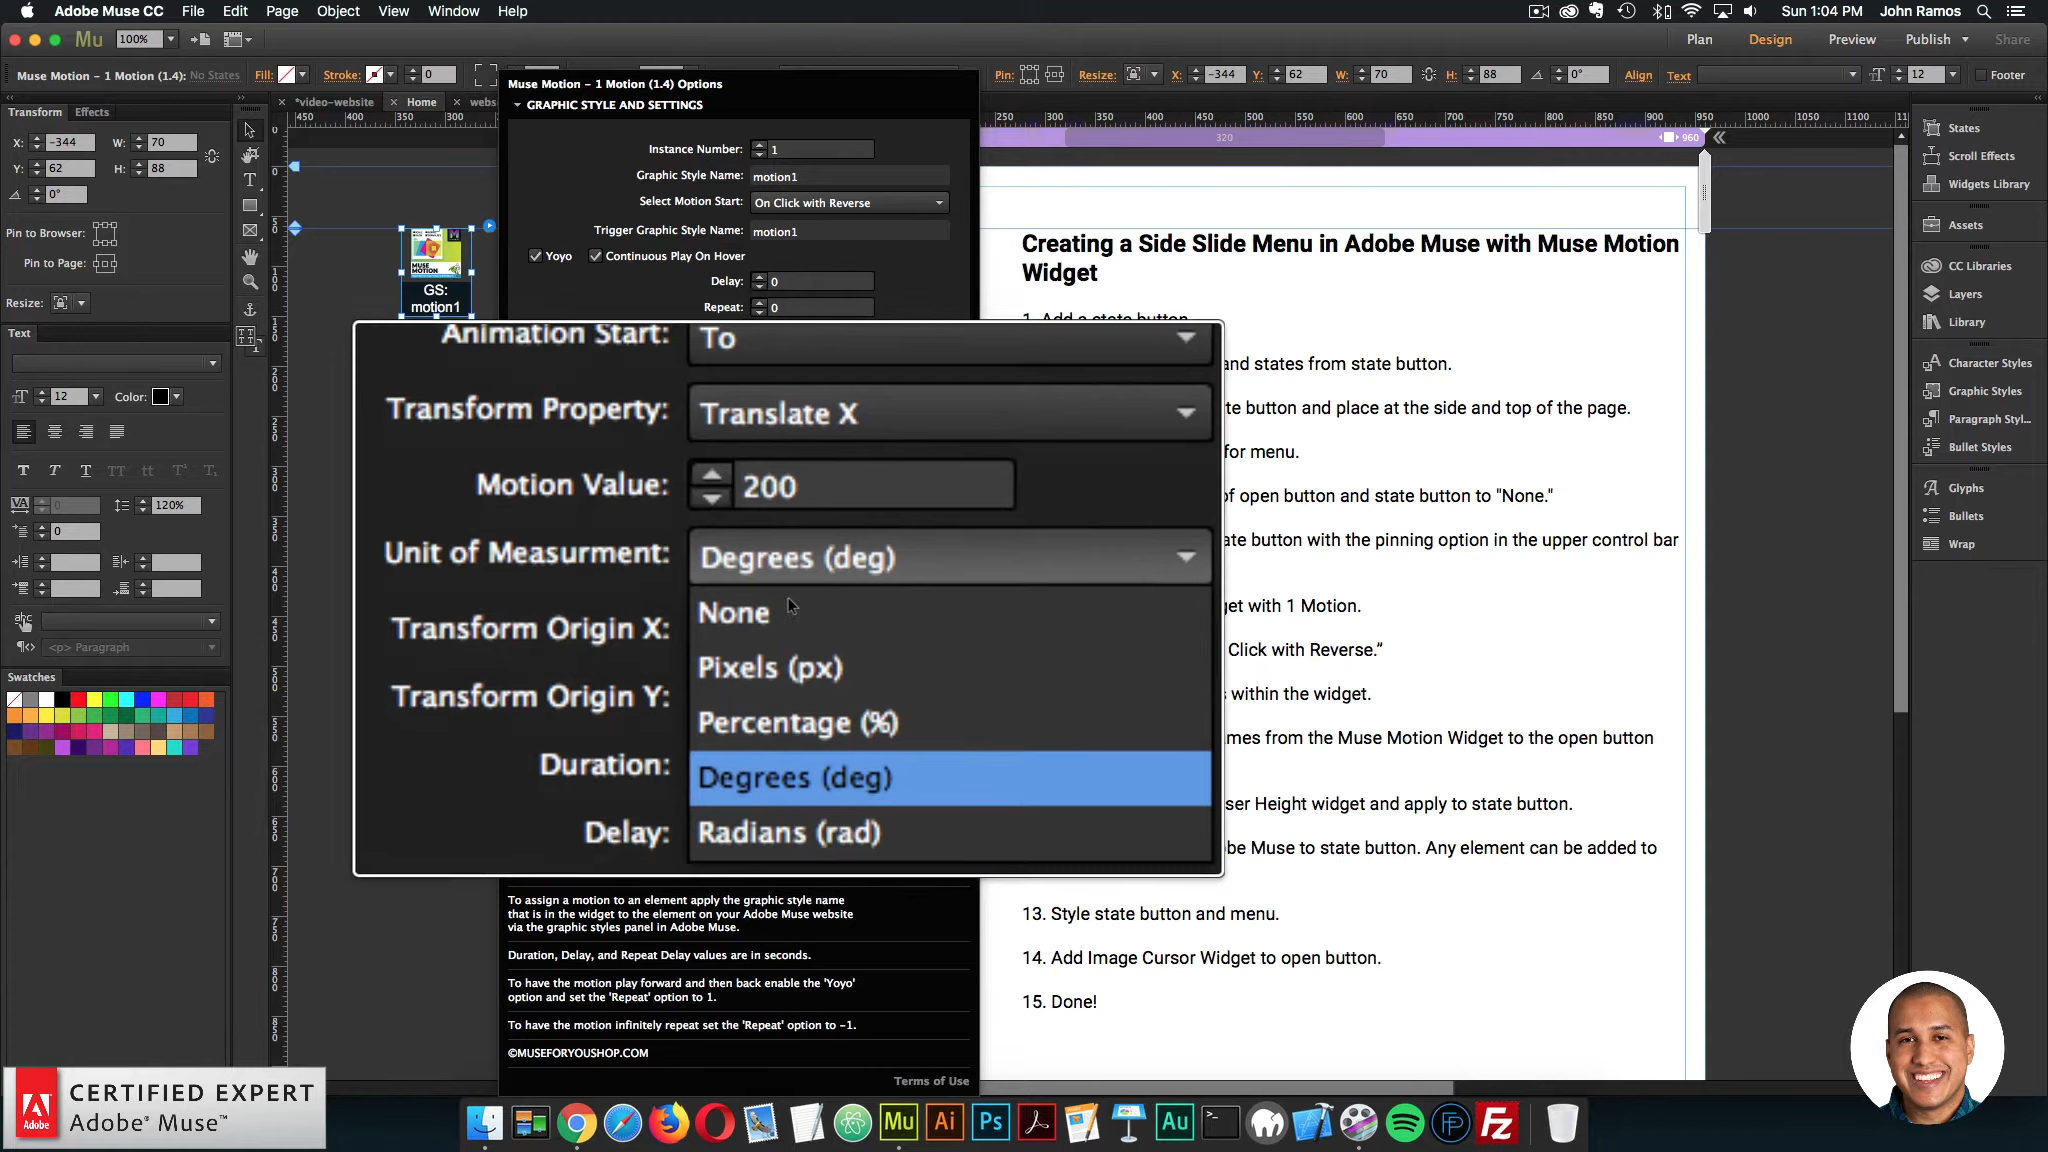 Adobe Muse CC File Edit Page Object View Window Help
Sun 1:04 PM John Ramos
Mu 100%
Plan Design Preview Publish Share
Muse Motion – 1 Motion (1.4): No States Fill: Stroke: 0
Pin: Resize: X: -344 Y: 62 W: 70 H: 88 0° Align Text 12 Footer
Transform Effects
X: -344 W: 70
Y: 62 H: 88
0°
Pin to Browser:
Pin to Page:
Resize:
Text
12 Color:
120%
0
<p> Paragraph
Swatches
*video-website Home webs
GS:
motion1
Muse Motion – 1 Motion (1.4) Options
GRAPHIC STYLE AND SETTINGS
Instance Number: 1
Graphic Style Name: motion1
Select Motion Start: On Click with Reverse
Trigger Graphic Style Name: motion1
Yoyo Continuous Play On Hover
Delay: 0
Repeat: 0
Animation Start: To
Transform Property: Translate X
Motion Value: 200
Unit of Measurment: Degrees (deg)
None
Pixels (px)
Percentage (%)
Degrees (deg)
Radians (rad)
Transform Origin X:
Transform Origin Y:
Duration:
Delay:
To assign a motion to an element apply the graphic style name
that is in the widget to the element on your Adobe Muse website
via the graphic styles panel in Adobe Muse.
Duration, Delay, and Repeat Delay values are in seconds.
To have the motion play forward and then back enable the 'Yoyo'
option and set the 'Repeat' option to 1.
To have the motion infinitely repeat set the 'Repeat' option to -1.
©MUSEFORYOUSHOP.COM
Terms of Use
320 960
Creating a Side Slide Menu in Adobe Muse with Muse Motion
Widget
1. Add a state button
and states from state button.
te button and place at the side and top of the page.
for menu.
of open button and state button to "None."
ate button with the pinning option in the upper control bar
get with 1 Motion.
Click with Reverse.”
s within the widget.
mes from the Muse Motion Widget to the open button
ser Height widget and apply to state button.
be Muse to state button. Any element can be added to
13. Style state button and menu.
14. Add Image Cursor Widget to open button.
15. Done!
States
Scroll Effects
Widgets Library
Assets
CC Libraries
Layers
Library
Character Styles
Graphic Styles
Paragraph Styl...
Bullet Styles
Glyphs
Bullets
Wrap
Adobe
CERTIFIED EXPERT
Adobe® Muse™
Mu Ai Ps Au Fz